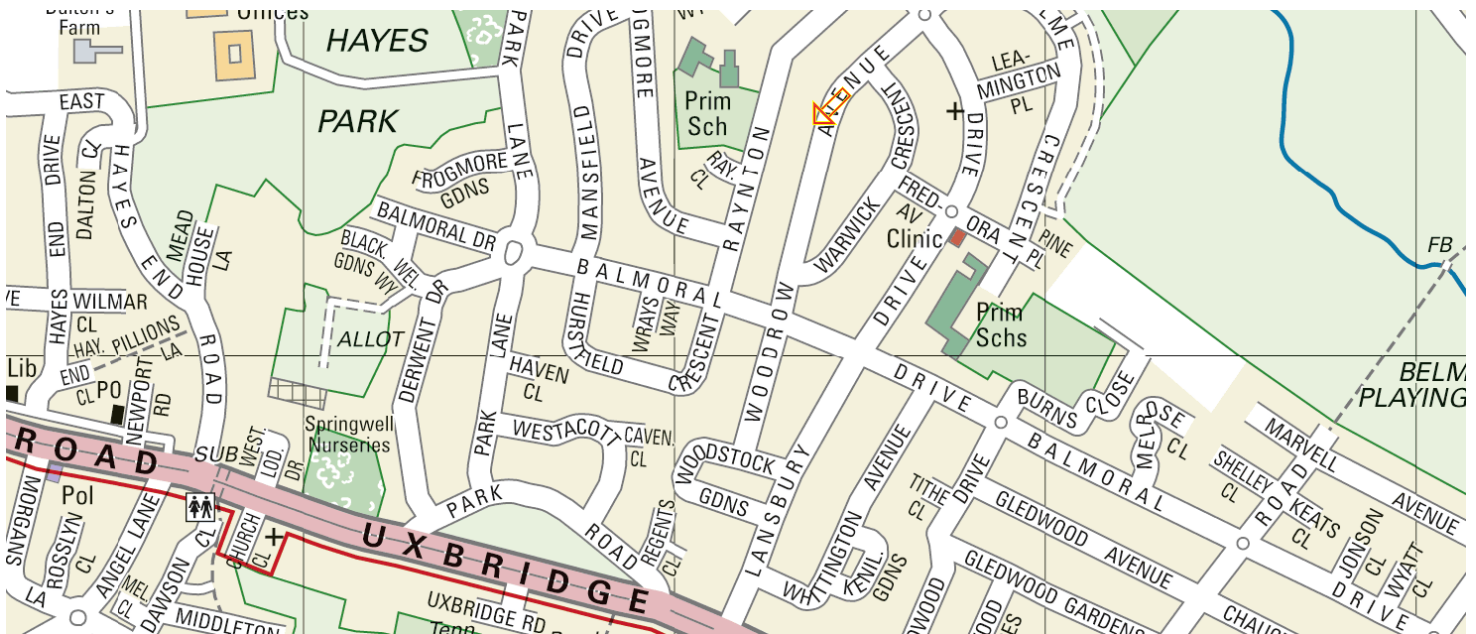 Dalton's
Farm
Offices
HAYES
PARK
PARK LANE
DRIVE
MANSFIELD
OGMORE
AVENUE
Prim
Sch
RAY.
CL
RAYNTON
AVENUE
CRESCENT
WARWICK
DRIVE
LEA-
MINGTON
PL
CRESCENT
FRED-
AV
ORA
Clinic
PINE
PL
Prim
Schs
FB
BELM
PLAYING
EAST
END
DRIVE
HAYES
DALTON CL
HAYES END ROAD
MEAD
HOUSE
LA
FROGMORE
GDNS
BALMORAL DR
BLACK.
GDNS
WEL.
WY
DERWENT DR
ALLOT
Springwell
Nurseries
WILMAR
CL
HAY.
END
CL
PILLIONS
LA
Lib
PO
NEWPORT
RD
PARK LANE
HAVEN
CL
WESTACOTT
CAVEN.
CL
HURSTFIELD
CRESCENT
WRAYS
WAY
BALMORAL
DRIVE
WOODROW
WOODSTOCK
GDNS
LANSBURY
DRIVE
BURNS
CLOSE
MELROSE
CL
BALMORAL
DRIVE
MARVELL
AVENUE
SHELLEY
CL
ROAD
KEATS
CL
JONSON
CL
WYATT
CL
TITHE
CL
DRIVE
GLEDWOOD
AVENUE
GLEDWOOD GARDENS
WHITTINGTON
AVENUE
KENIL.
GDNS
PARK
ROAD
REGENTS
CL
SUB
WEST.
LOD.
DR
UXBRIDGE
ROAD
Pol
MORGANS
LA
ROSSLYN
CL
ANGEL LANE
MEL.
CL
DAWSON
CL
CHURCH
CL
MIDDLETON
UXBRIDGE RD